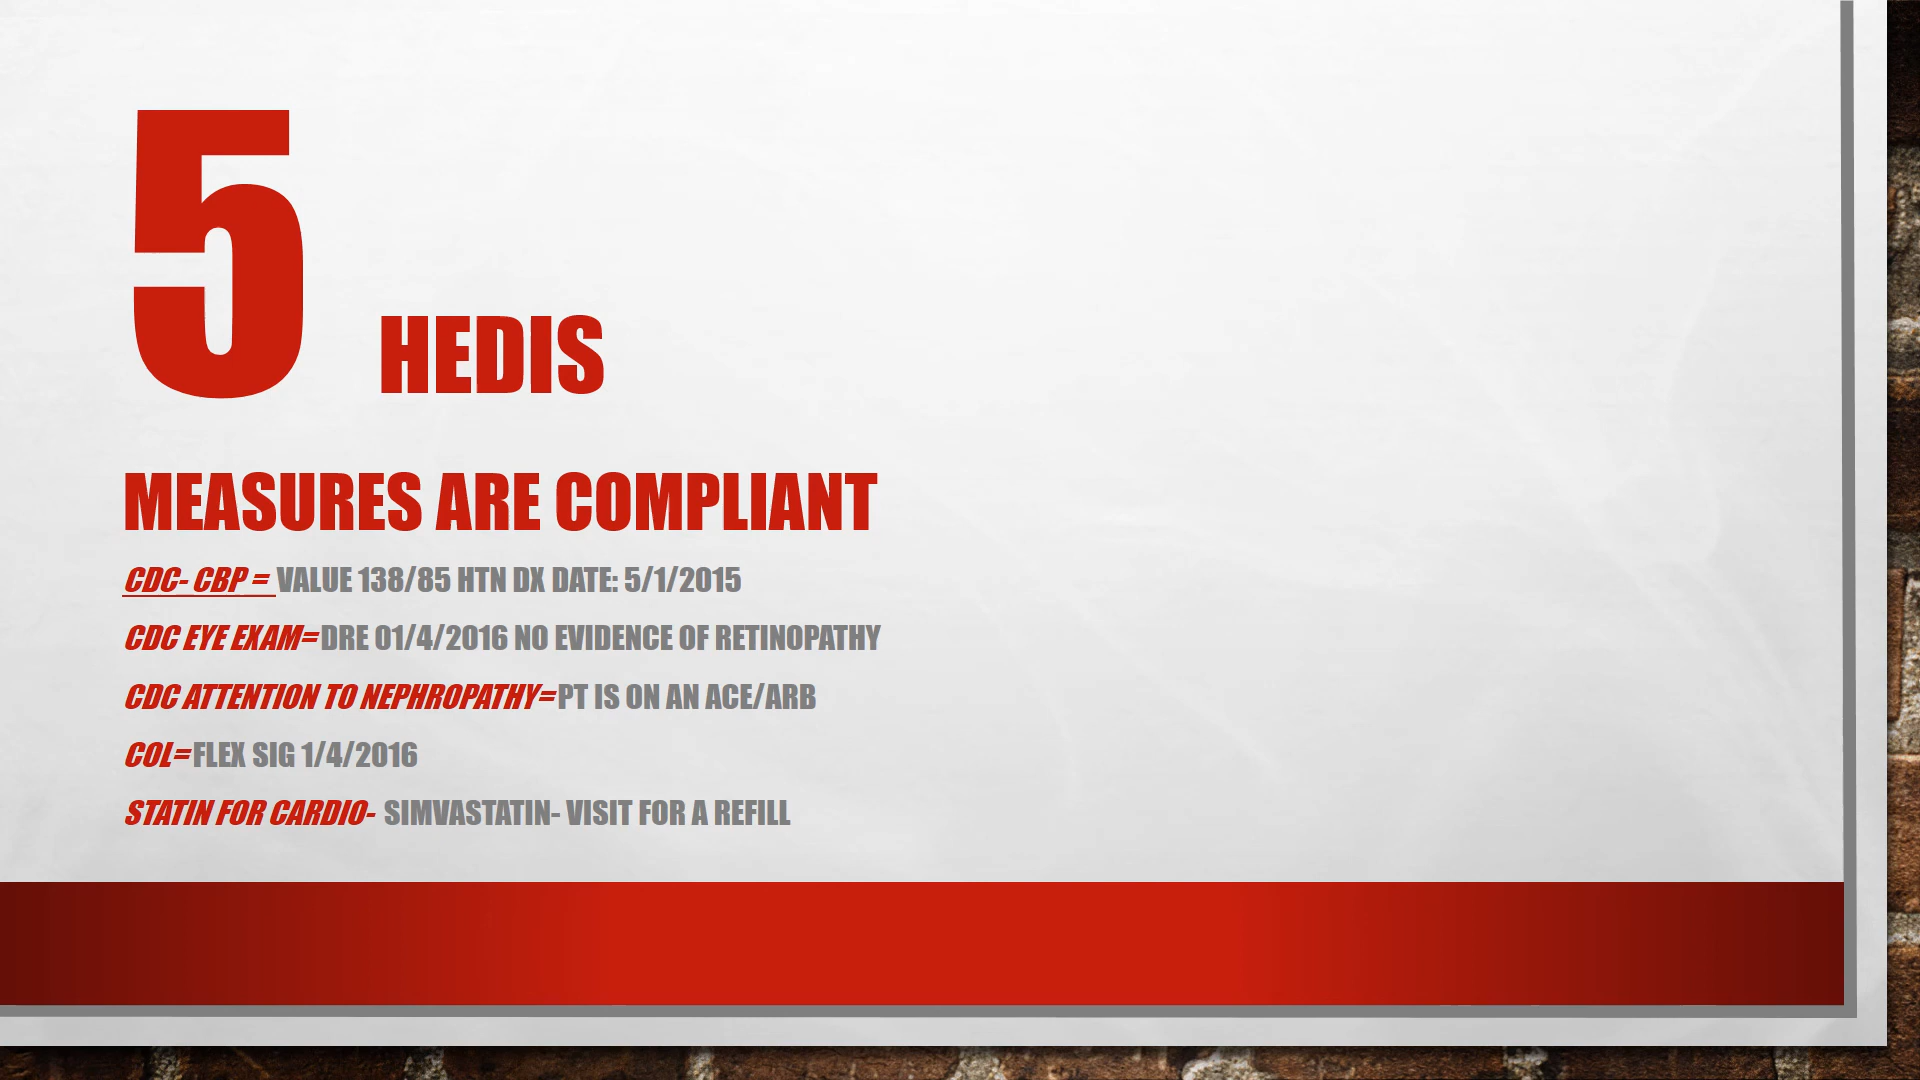 5 HEDIS
MEASURES ARE COMPLIANT
CDC- CBP = VALUE 138/85 HTN DX DATE: 5/1/2015
CDC EYE EXAM=DRE 01/4/2016 NO EVIDENCE OF RETINOPATHY
CDC ATTENTION TO NEPHROPATHY=PT IS ON AN ACE/ARB
COL=FLEX SIG 1/4/2016
STATIN FOR CARDIO- SIMVASTATIN- VISIT FOR A REFILL